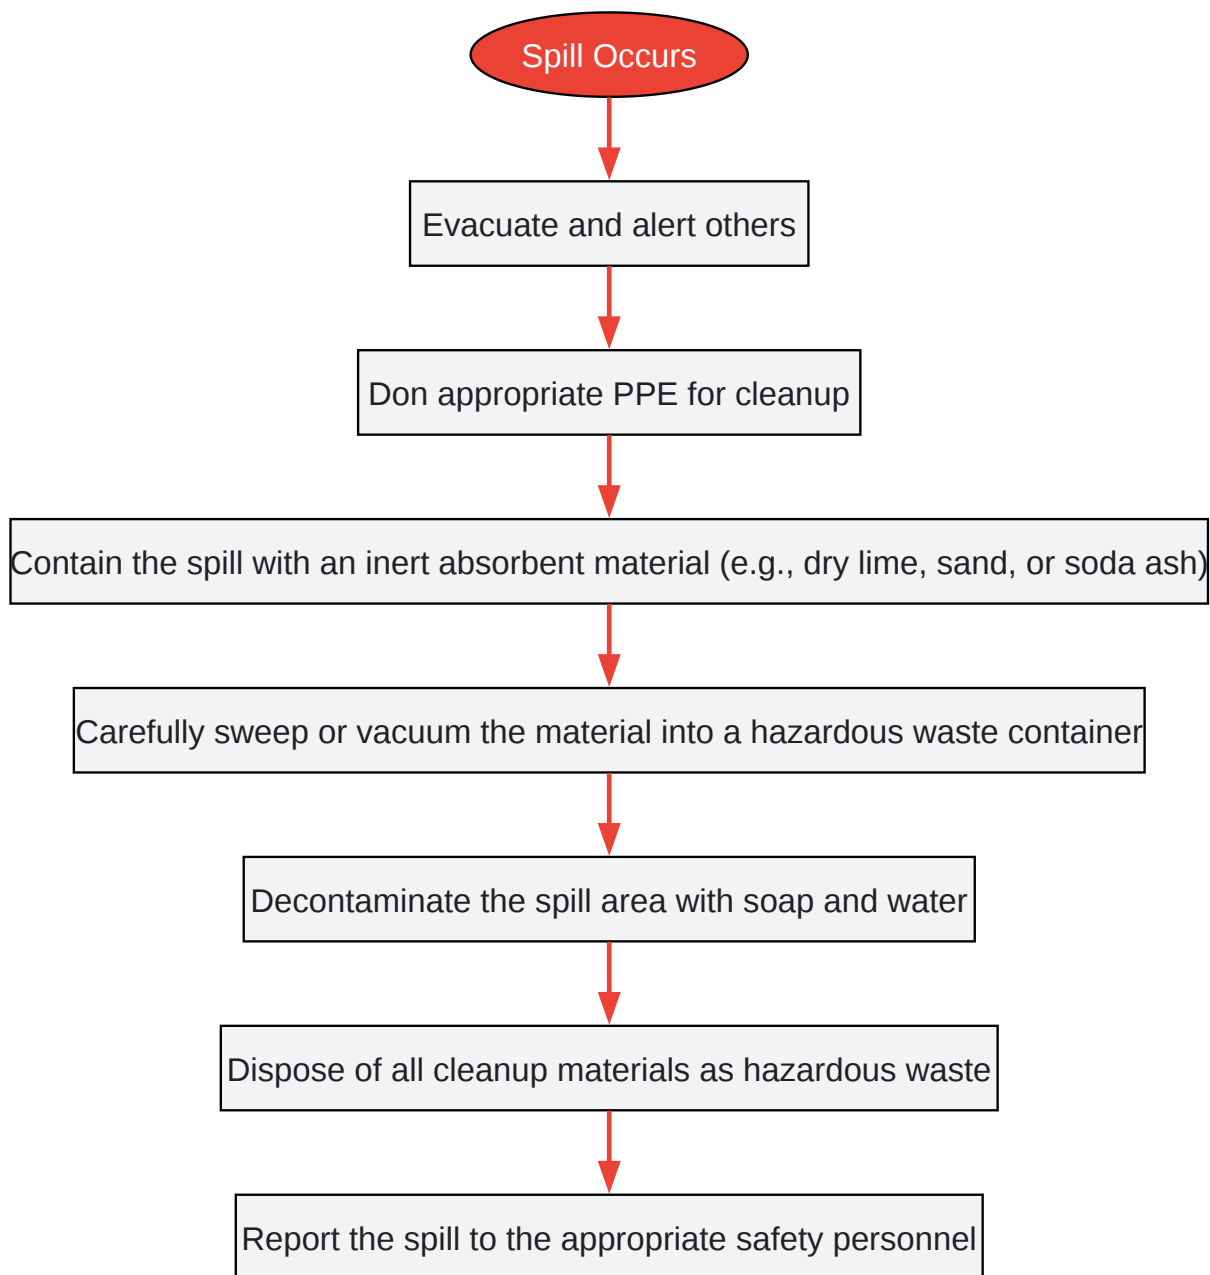 Spill Occurs
Evacuate and alert others
Don appropriate PPE for cleanup
Contain the spill with an inert absorbent material (e.g., dry lime, sand, or soda ash)
Carefully sweep or vacuum the material into a hazardous waste container
Decontaminate the spill area with soap and water
Dispose of all cleanup materials as hazardous waste
Report the spill to the appropriate safety personnel